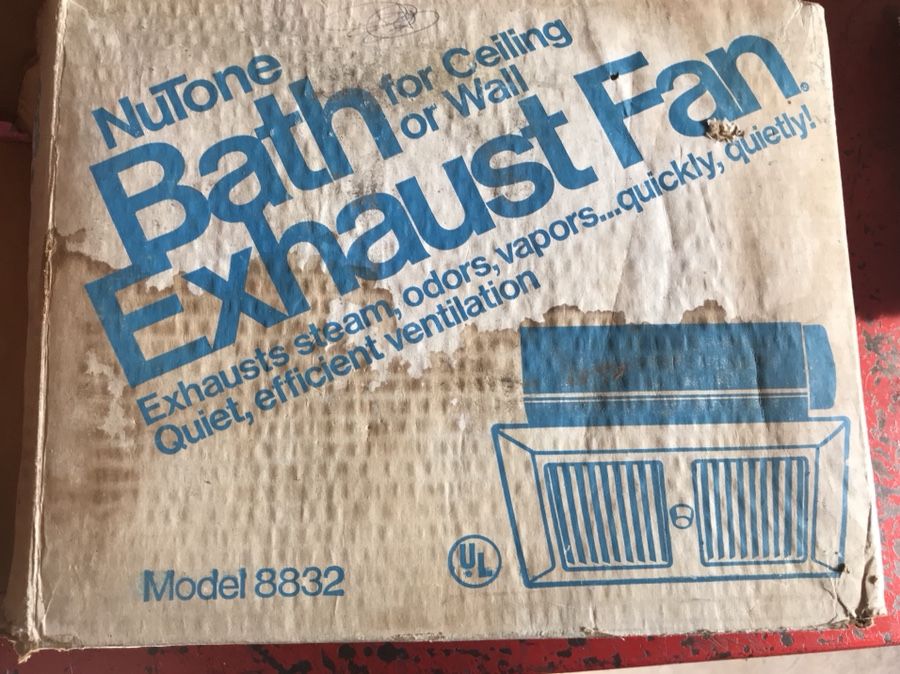 NuTone
Bath for Ceiling
or Wall
Exhaust Fan®
Exhausts steam, odors, vapors...quickly, quietly!
Quiet, efficient ventilation
UL
Model 8832